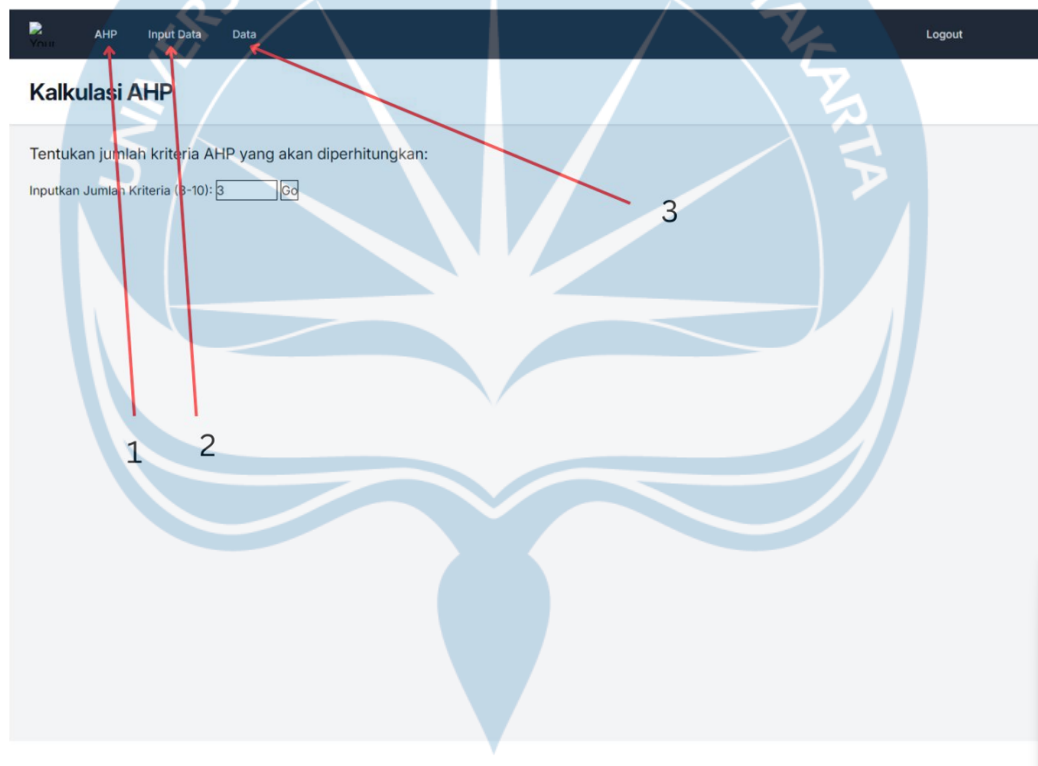 AHP Input Data Data Logout
Kalkulasi AHP
Tentukan jumlah kriteria AHP yang akan diperhitungkan:
Inputkan Jumlah Kriteria (3-10): 3 Go
3
1 2